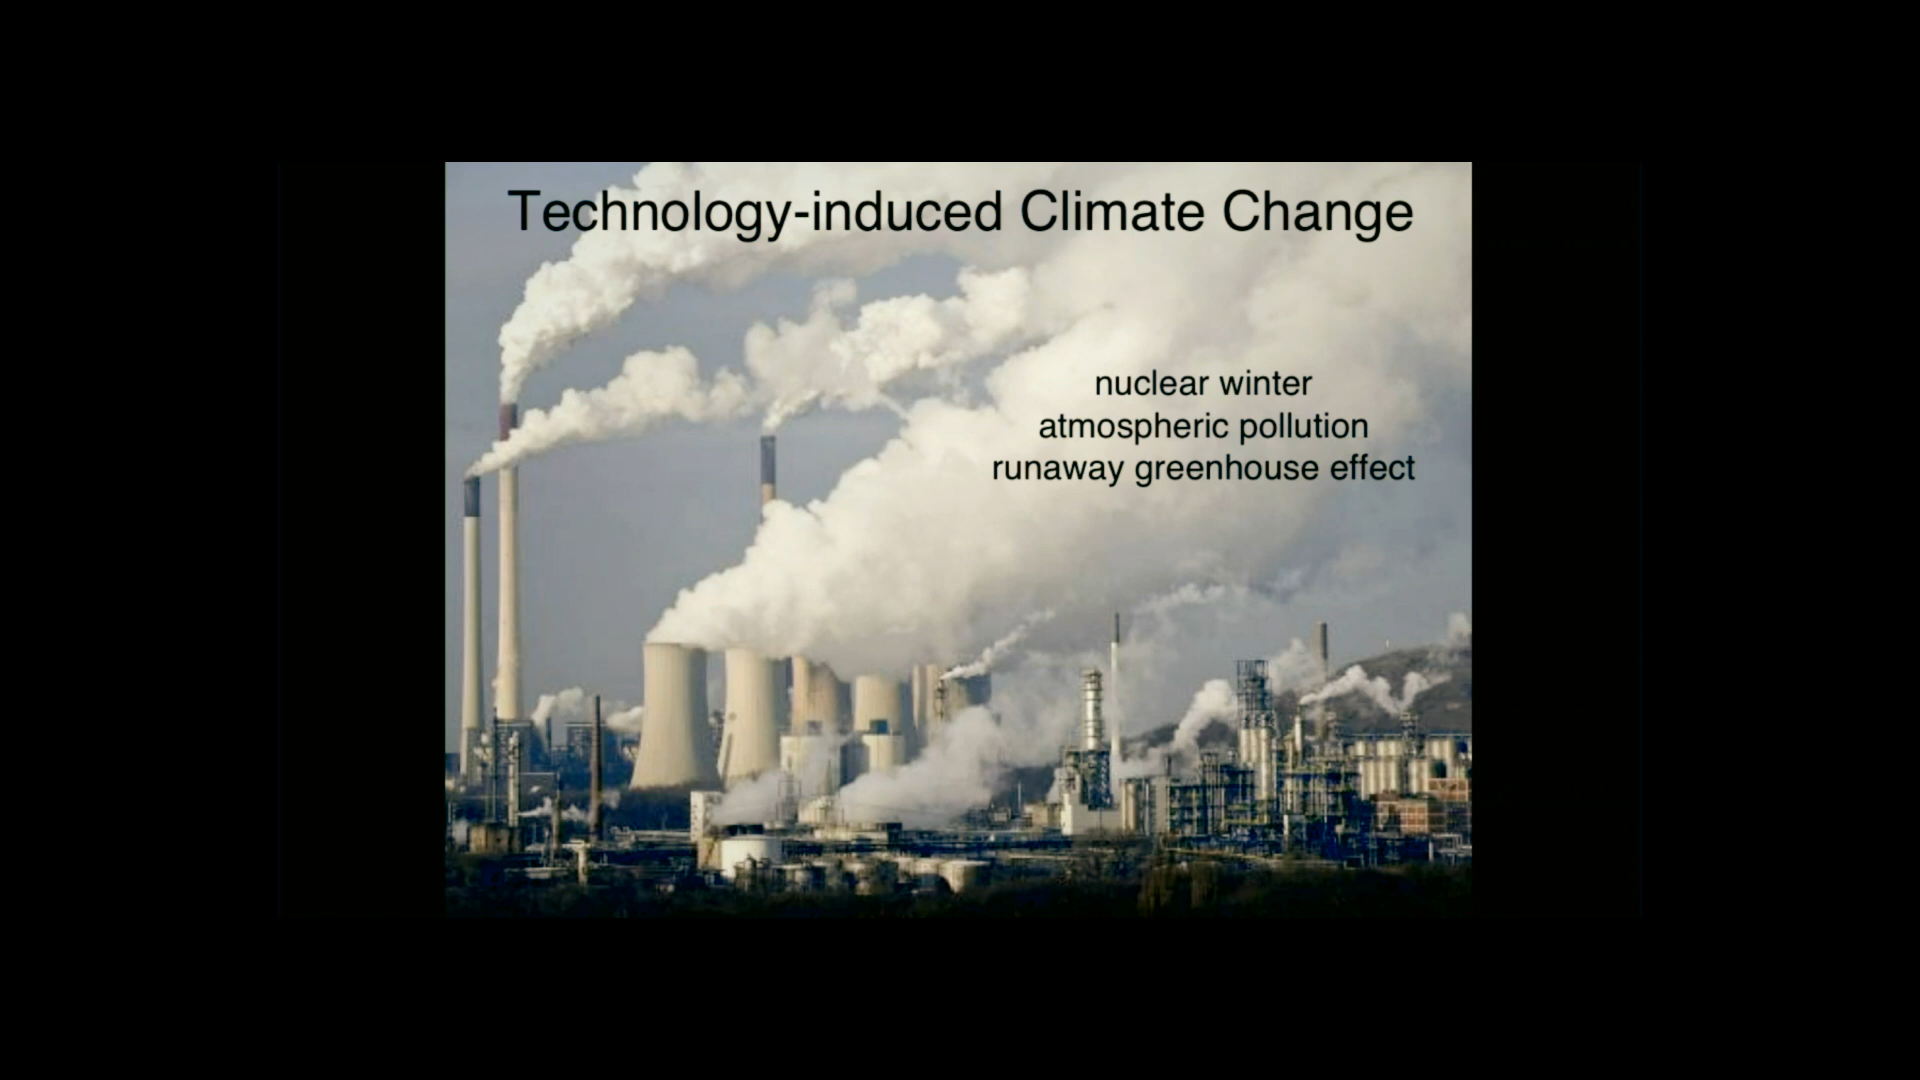 Technology-induced Climate Change
nuclear winter
atmospheric pollution
runaway greenhouse effect